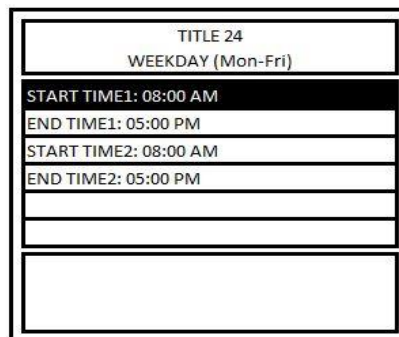 TITLE 24
WEEKDAY (Mon-Fri)
START TIME1: 08:00 AM
END TIME1: 05:00 PM
START TIME2: 08:00 AM
END TIME2: 05:00 PM